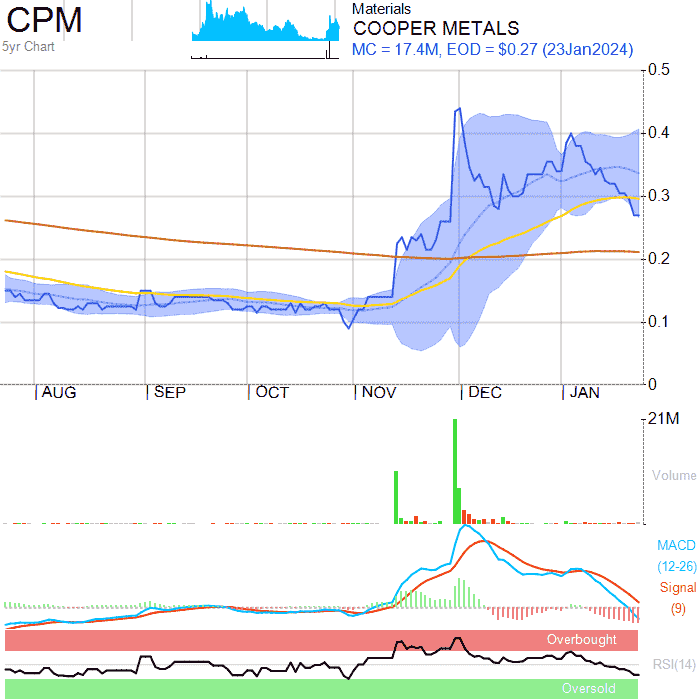 CPM
5yr Chart
Materials
COOPER METALS
MC = 17.4M, EOD = $0.27 (23Jan2024)
0.5
0.4
0.3
0.2
0.1
0
AUG
SEP
OCT
NOV
DEC
JAN
21M
Volume
MACD
(12-26)
Signal
(9)
Overbought
RSI(14)
Oversold